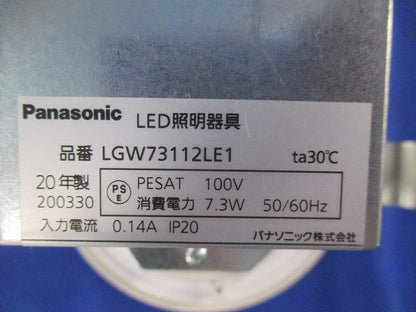 Panasonic LED照明器具
品番 LGW73112LE1 ta30℃
20年製 PS E PESAT 100V
200330 消費電力 7.3W 50/60Hz
入力電流 0.14A IP20 パナソニック株式会社